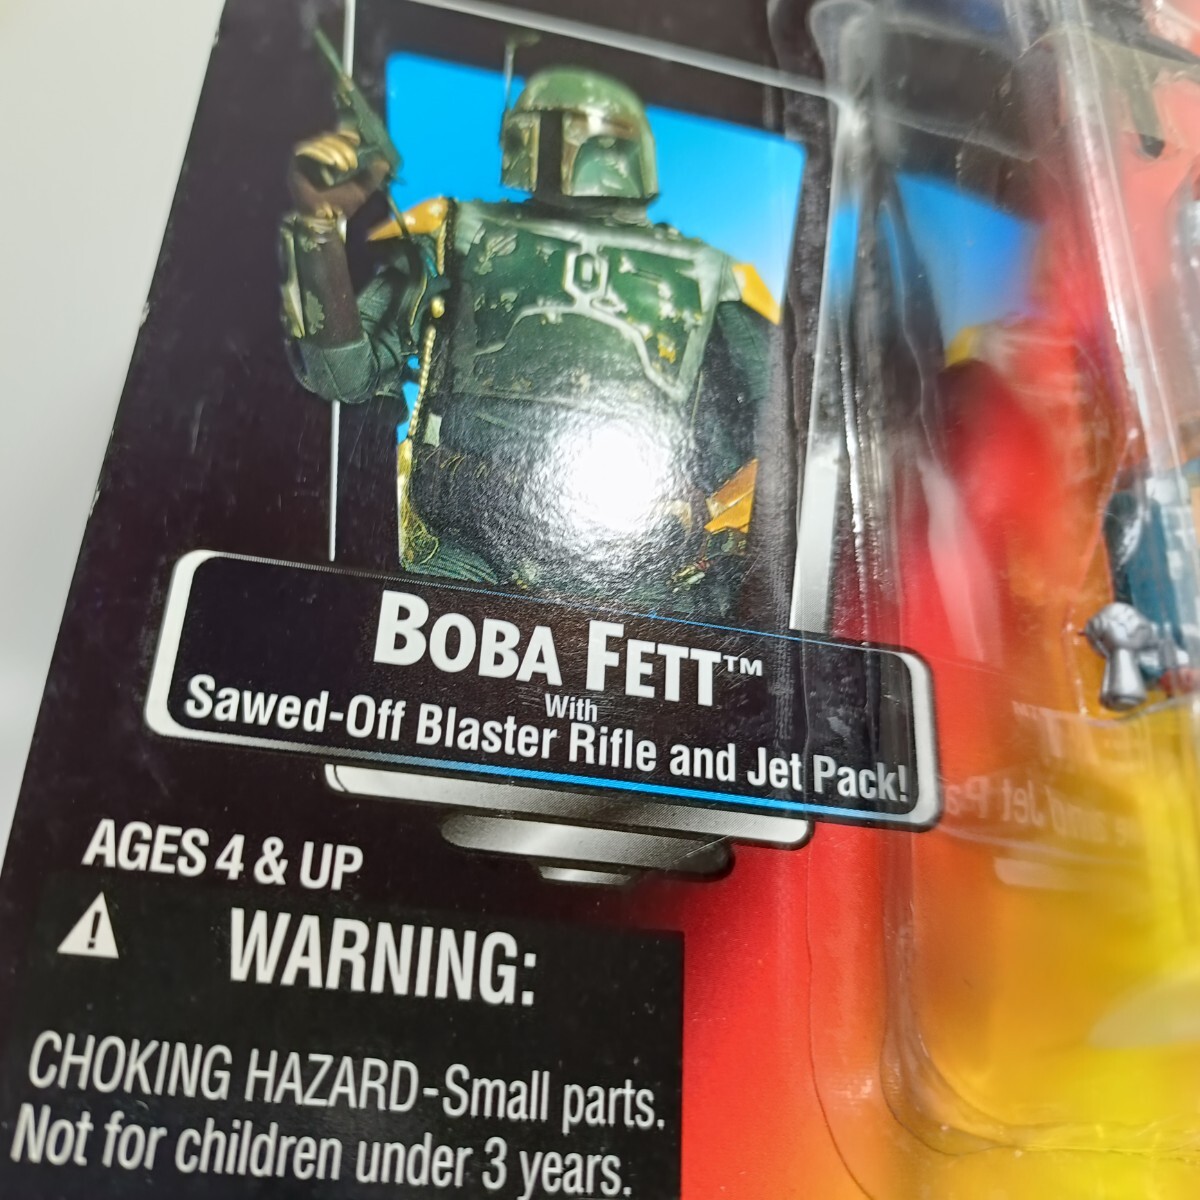 BOBA FETT™
With
Sawed-Off Blaster Rifle and Jet Pack!
AGES 4 & UP
WARNING:
CHOKING HAZARD-Small parts.
Not for children under 3 years.